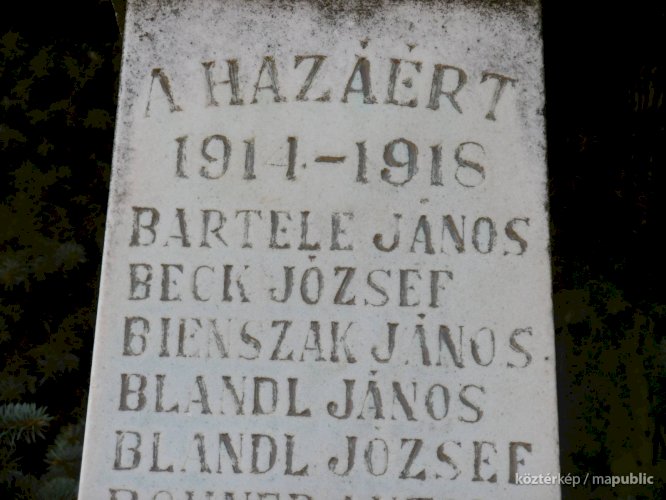 A HAZÁÉRT
1914-1918
BARTELE JÁNOS
BECK JÓZSEF
BIENSZAK JÁNOS
BLANDL JÁNOS
BLANDL JÓZSEF
köztérkép / mapublic